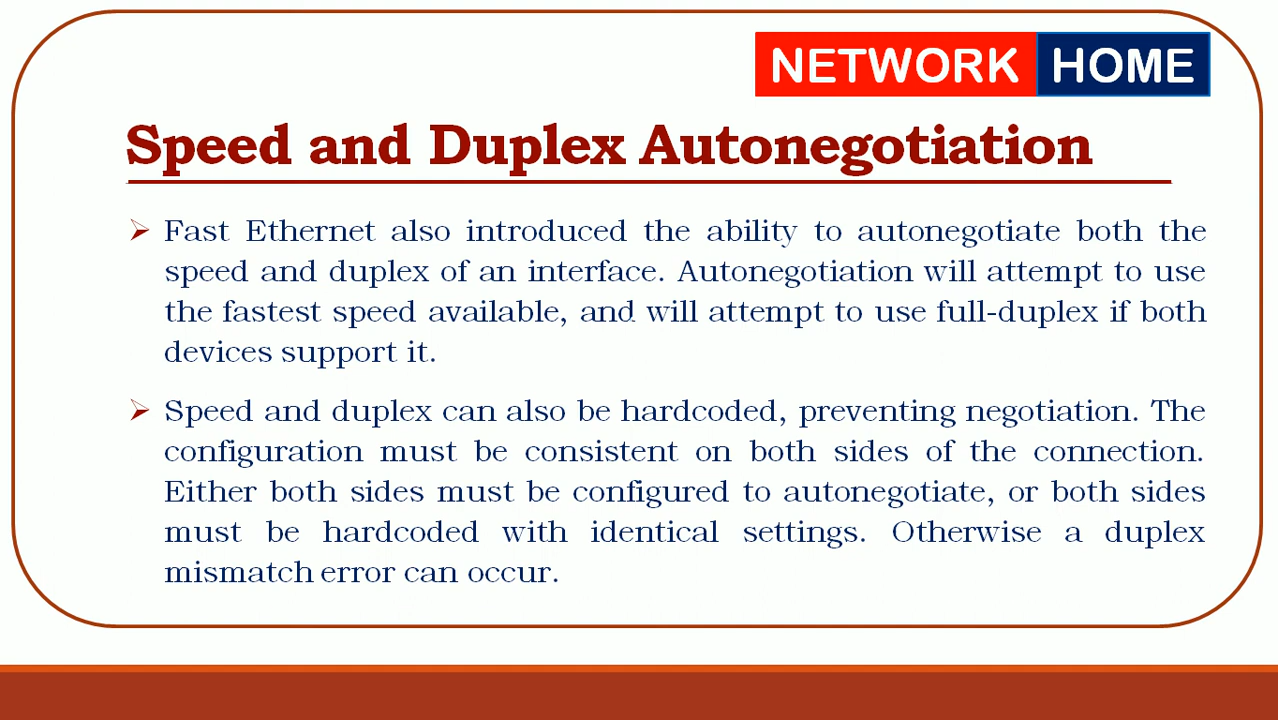 NETWORK HOME
Speed and Duplex Autonegotiation
➢ Fast Ethernet also introduced the ability to autonegotiate both the
speed and duplex of an interface. Autonegotiation will attempt to use
the fastest speed available, and will attempt to use full-duplex if both
devices support it.
➢ Speed and duplex can also be hardcoded, preventing negotiation. The
configuration must be consistent on both sides of the connection.
Either both sides must be configured to autonegotiate, or both sides
must be hardcoded with identical settings. Otherwise a duplex
mismatch error can occur.